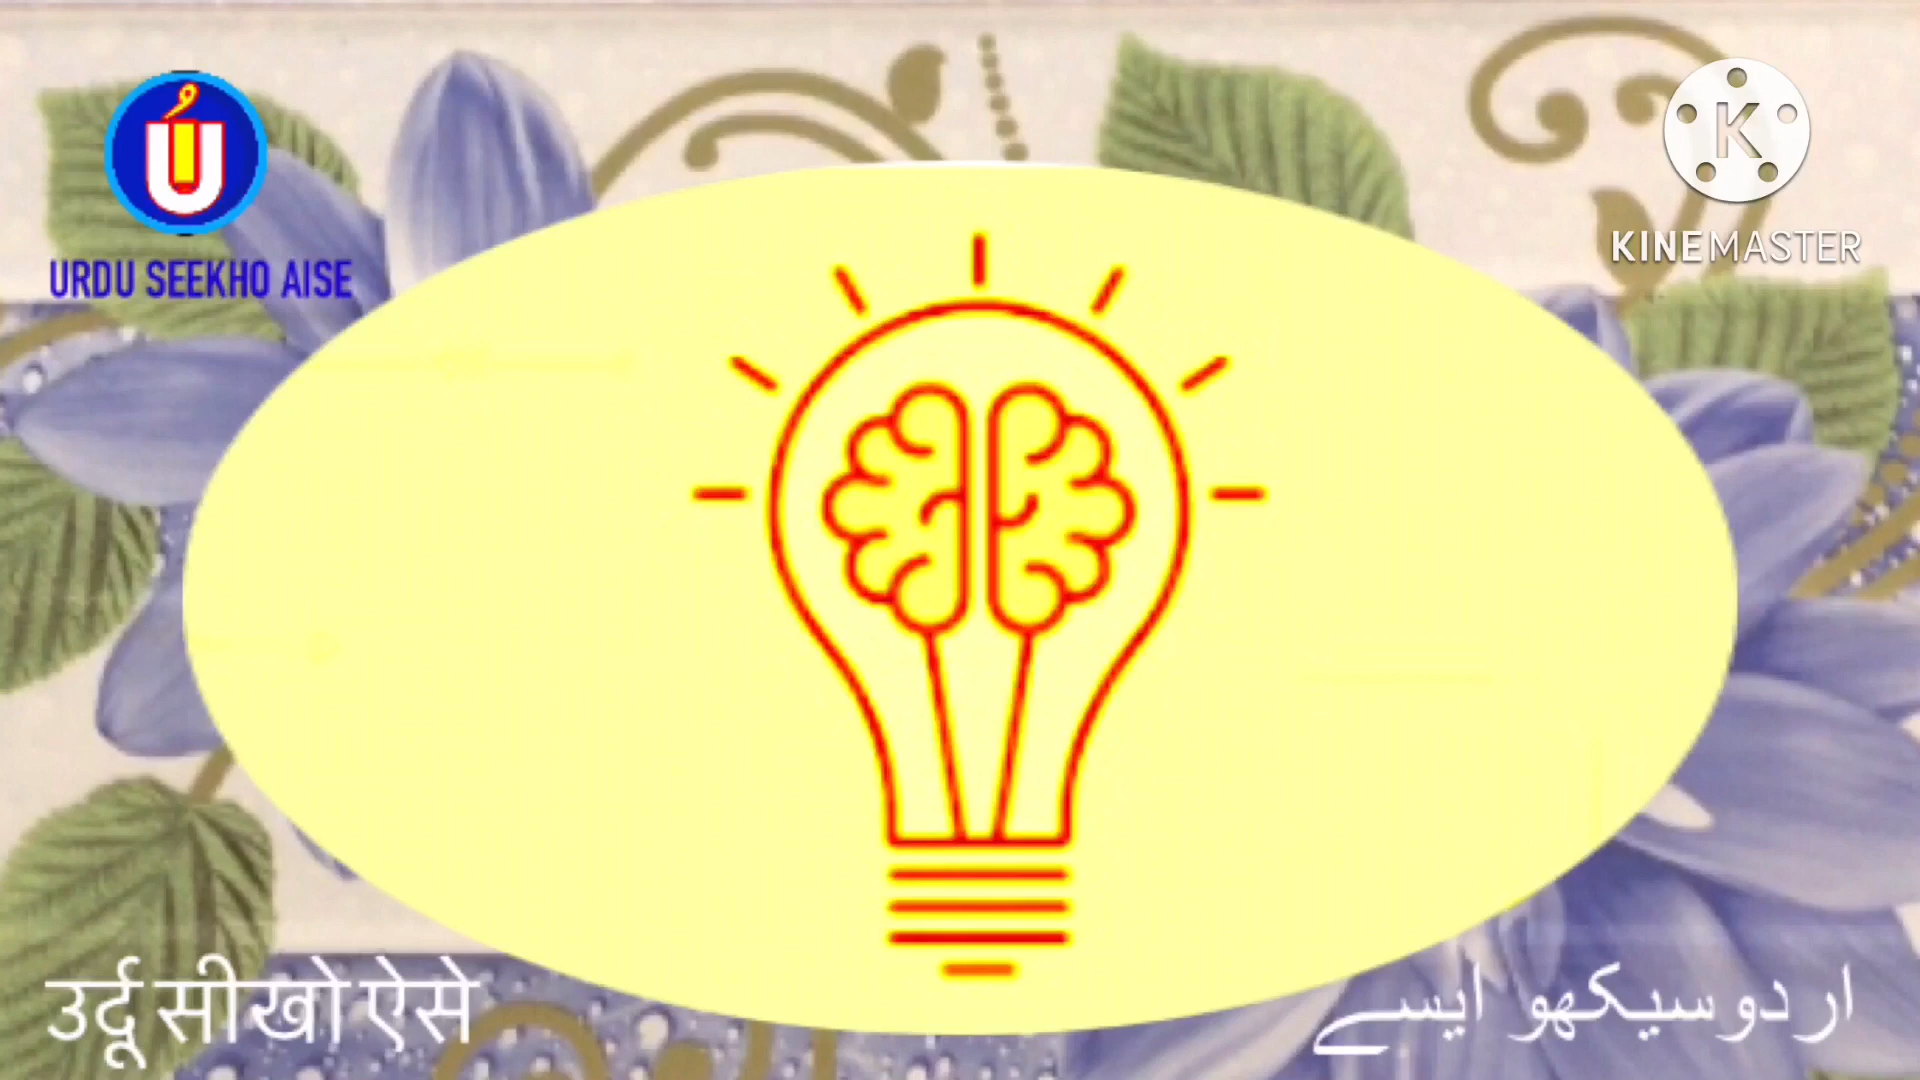 URDU SEEKHO AISE
K
KINEMASTER
उर्दू सीखो ऐसे
اردو سیکھو ایسے